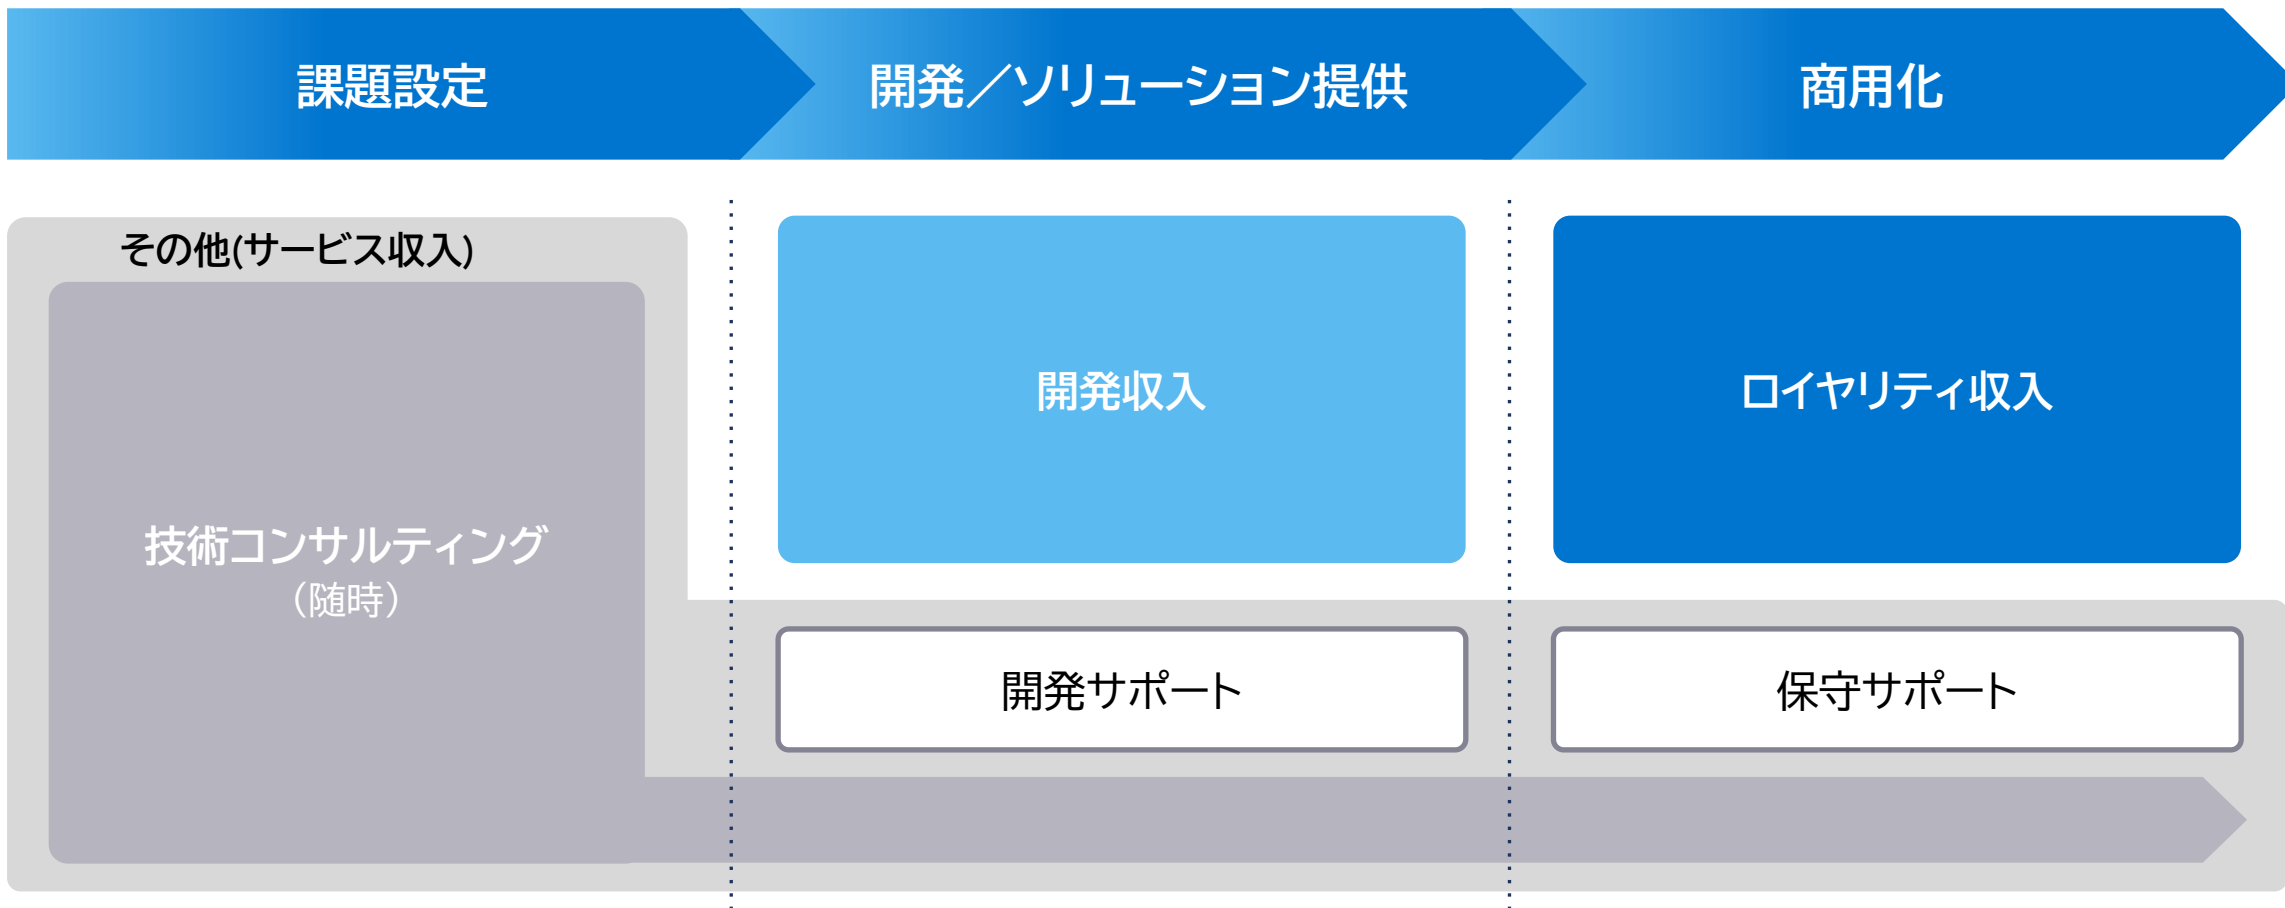 課題設定
開発／ソリューション提供
商用化
その他(サービス収入)
技術コンサルティング
（随時）
開発収入
ロイヤリティ収入
開発サポート
保守サポート